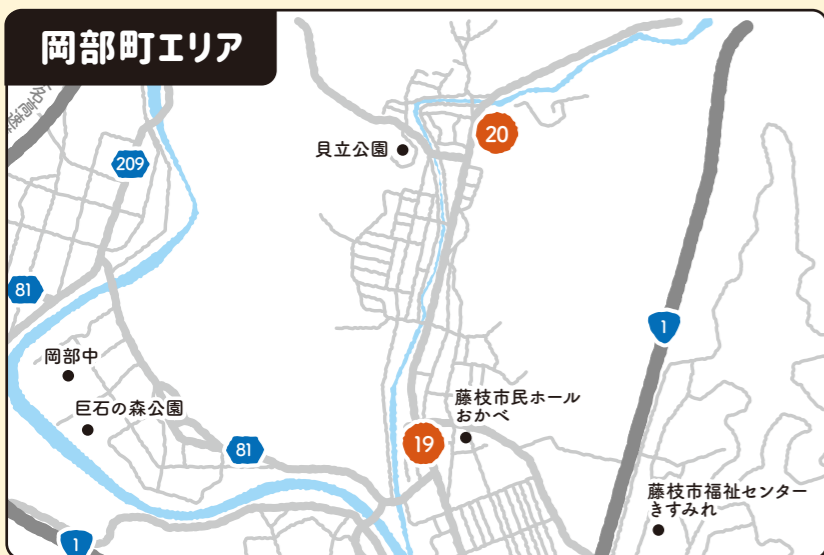 岡部町エリア
209
貝立公園
20
81
1
岡部中
巨石の森公園
藤枝市民ホール
おかべ
19
81
藤枝市福祉センター
きすみれ
1